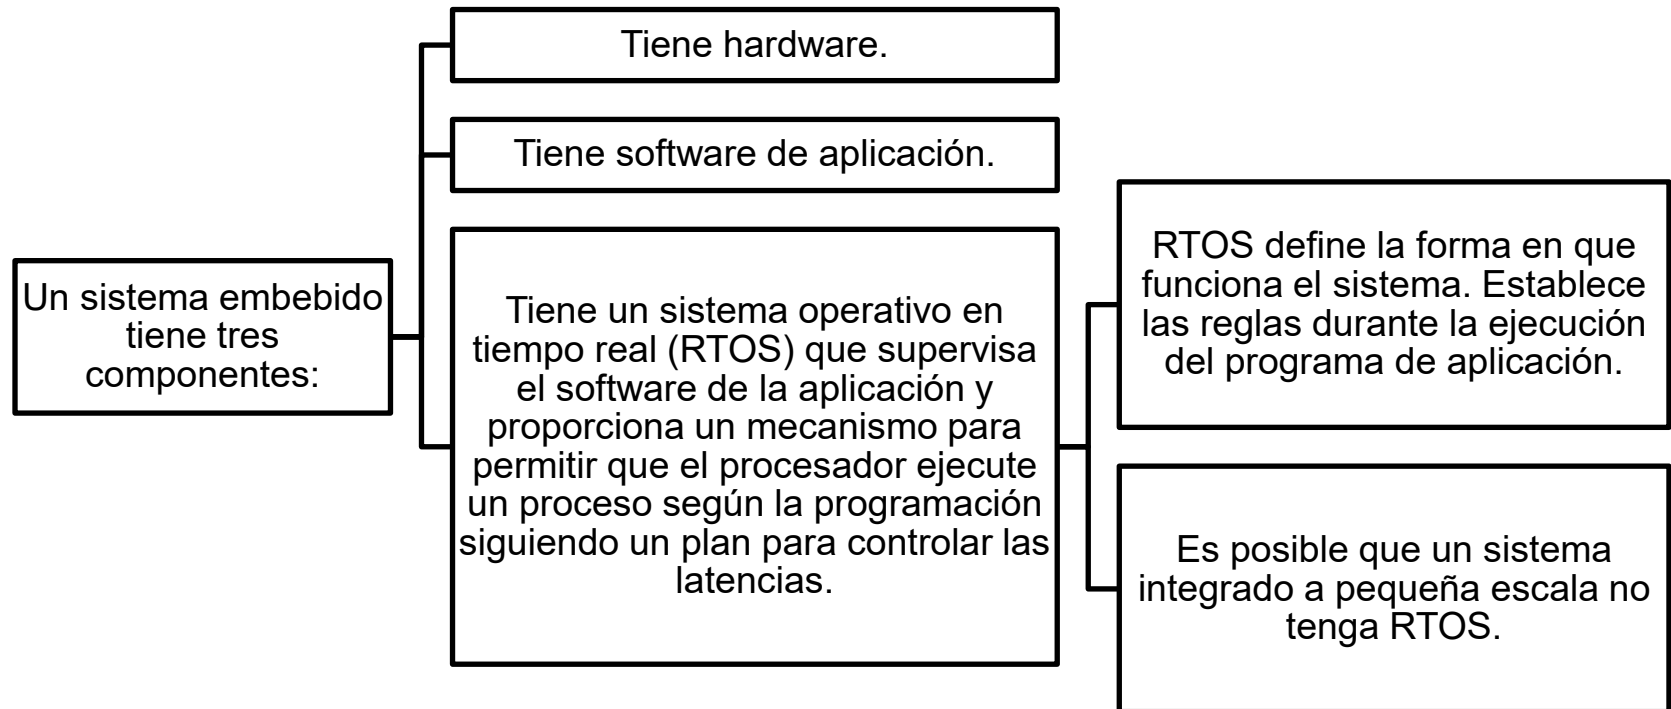 Un sistema embebido
tiene tres
componentes:
Tiene hardware.
Tiene software de aplicación.
Tiene un sistema operativo en
tiempo real (RTOS) que supervisa
el software de la aplicación y
proporciona un mecanismo para
permitir que el procesador ejecute
un proceso según la programación
siguiendo un plan para controlar las
latencias.
RTOS define la forma en que
funciona el sistema. Establece
las reglas durante la ejecución
del programa de aplicación.
Es posible que un sistema
integrado a pequeña escala no
tenga RTOS.